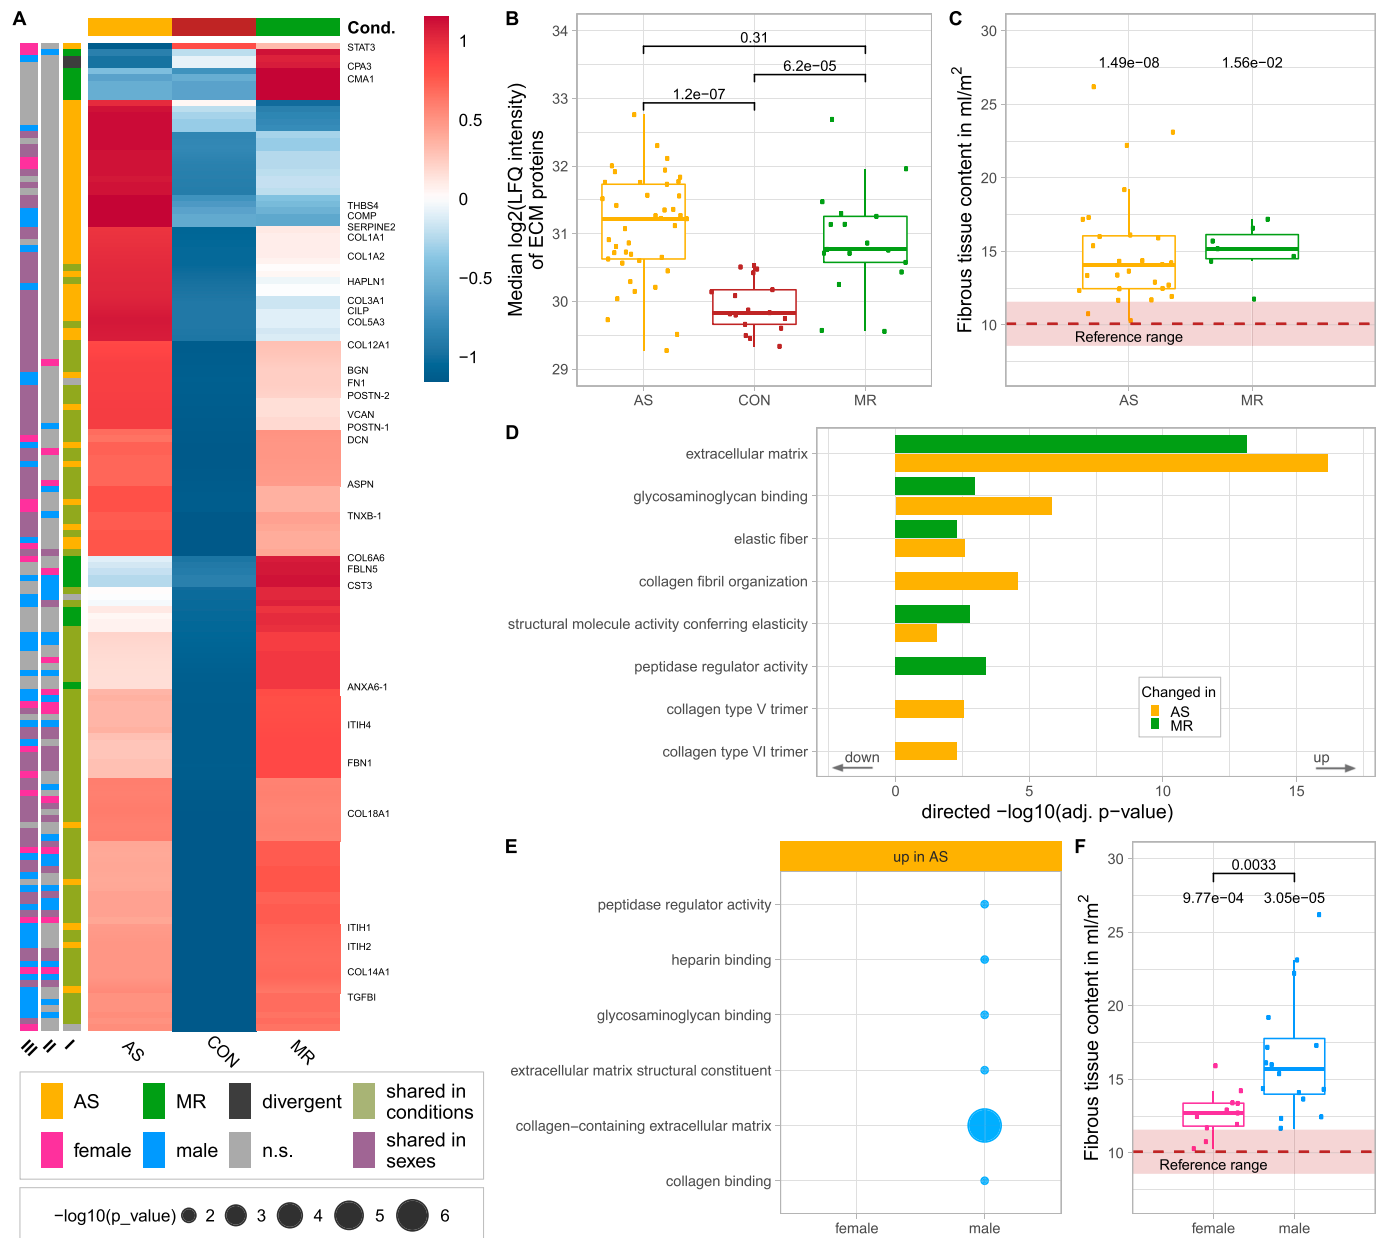 A
Cond.
STAT3
CPA3
CMA1
THBS4
COMP
SERPINE2
COL1A1
COL1A2
HAPLN1
COL3A1
CILP
COL5A3
COL12A1
BGN
FN1
POSTN-2
VCAN
POSTN-1
DCN
ASPN
TNXB-1
COL6A6
FBLN5
CST3
ANXA6-1
ITIH4
FBN1
COL18A1
ITIH1
ITIH2
COL14A1
TGFBI
1
0.5
0
−0.5
−1
III
II
I
AS
CON
MR
AS
MR
divergent
shared in
conditions
female
male
n.s.
shared in
sexes
−log10(p_value)
2
3
4
5
6
B
Median log2(LFQ intensity)
of ECM proteins
34
33
32
31
30
29
0.31
6.2e−05
1.2e−07
AS
CON
MR
C
Fibrous tissue content in ml/m²
30
25
20
15
10
1.49e−08
1.56e−02
Reference range
AS
MR
D
extracellular matrix
glycosaminoglycan binding
elastic fiber
collagen fibril organization
structural molecule activity conferring elasticity
peptidase regulator activity
collagen type V trimer
collagen type VI trimer
Changed in
AS
MR
down
up
0
5
10
15
directed −log10(adj. p−value)
E
up in AS
peptidase regulator activity
heparin binding
glycosaminoglycan binding
extracellular matrix structural constituent
collagen−containing extracellular matrix
collagen binding
female
male
F
Fibrous tissue content in ml/m²
30
25
20
15
10
0.0033
9.77e−04
3.05e−05
Reference range
female
male